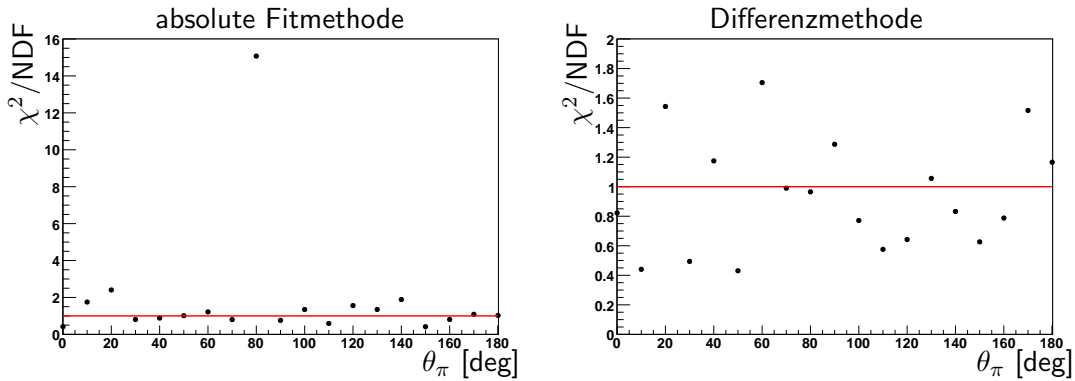 absolute Fitmethode
χ²/NDF
16
14
12
10
8
6
4
2
0
0 20 40 60 80 100 120 140 160 180
θ_π [deg]
Differenzmethode
χ²/NDF
2
1.8
1.6
1.4
1.2
1
0.8
0.6
0.4
0.2
0
0 20 40 60 80 100 120 140 160 180
θ_π [deg]